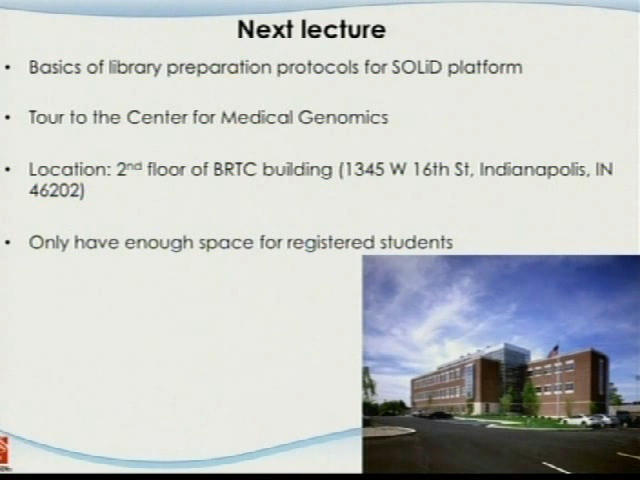 Next lecture
• Basics of library preparation protocols for SOLiD platform
• Tour to the Center for Medical Genomics
• Location: 2nd floor of BRTC building (1345 W 16th St, Indianapolis, IN
46202)
• Only have enough space for registered students